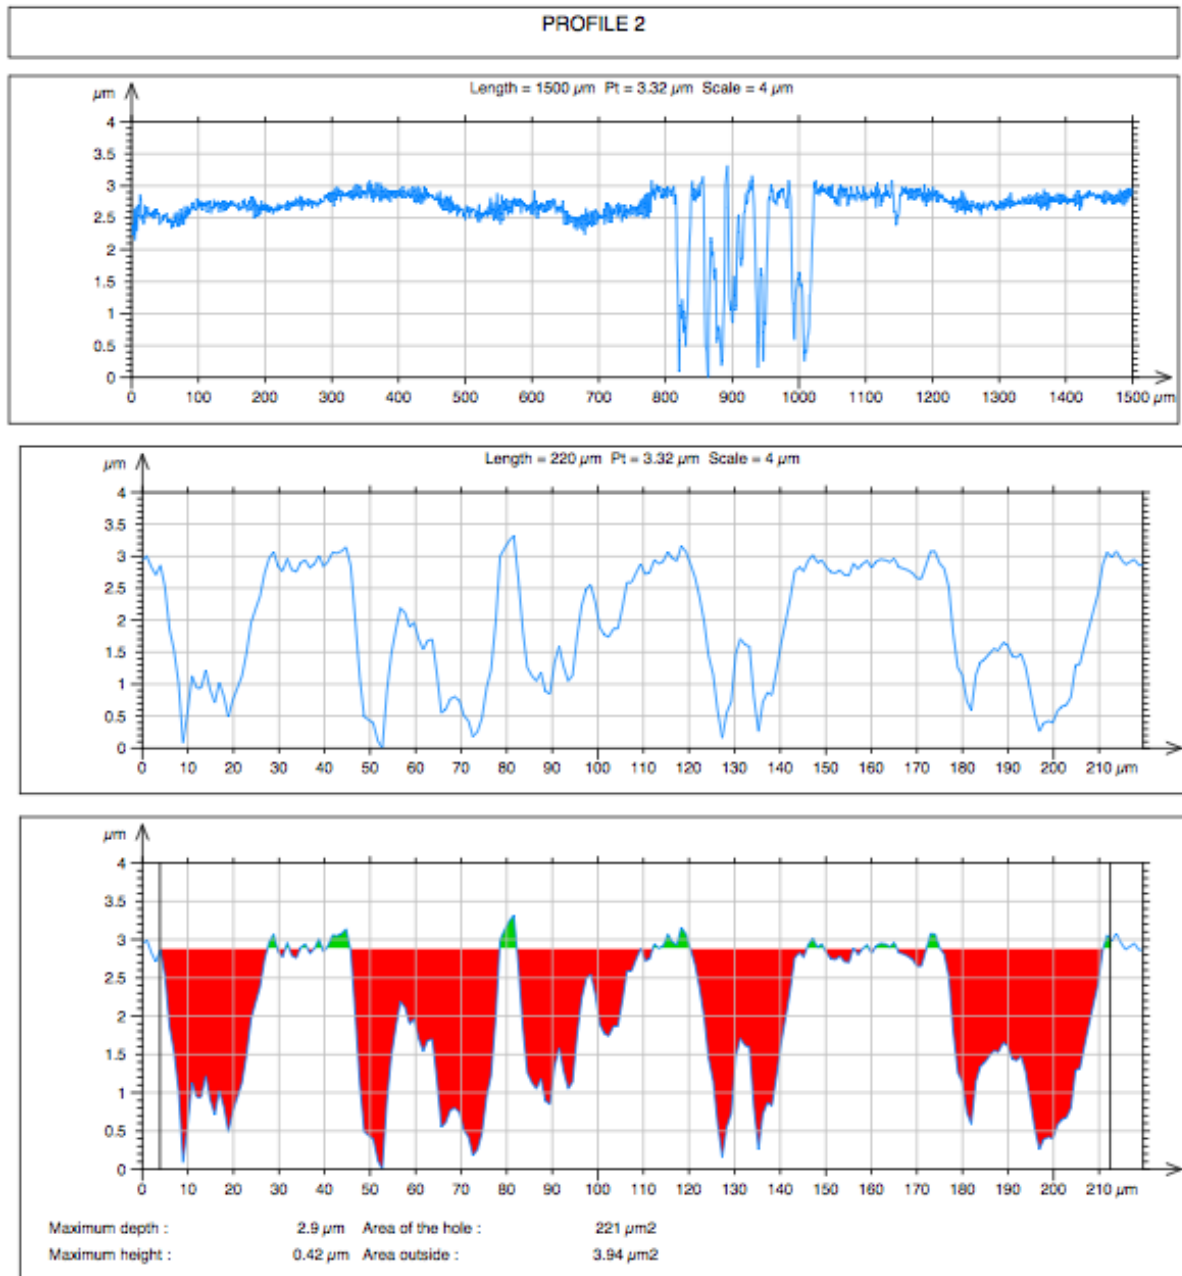 PROFILE 2
Length = 1500 µm Pt = 3.32 µm Scale = 4 µm
µm
4
3.5
3
2.5
2
1.5
1
0.5
0
0 100 200 300 400 500 600 700 800 900 1000 1100 1200 1300 1400 1500 µm
Length = 220 µm Pt = 3.32 µm Scale = 4 µm
µm
4
3.5
3
2.5
2
1.5
1
0.5
0
0 10 20 30 40 50 60 70 80 90 100 110 120 130 140 150 160 170 180 190 200 210 µm
µm
4
3.5
3
2.5
2
1.5
1
0.5
0
0 10 20 30 40 50 60 70 80 90 100 110 120 130 140 150 160 170 180 190 200 210 µm
Maximum depth : 2.9 µm Area of the hole : 221 µm2
Maximum height : 0.42 µm Area outside : 3.94 µm2